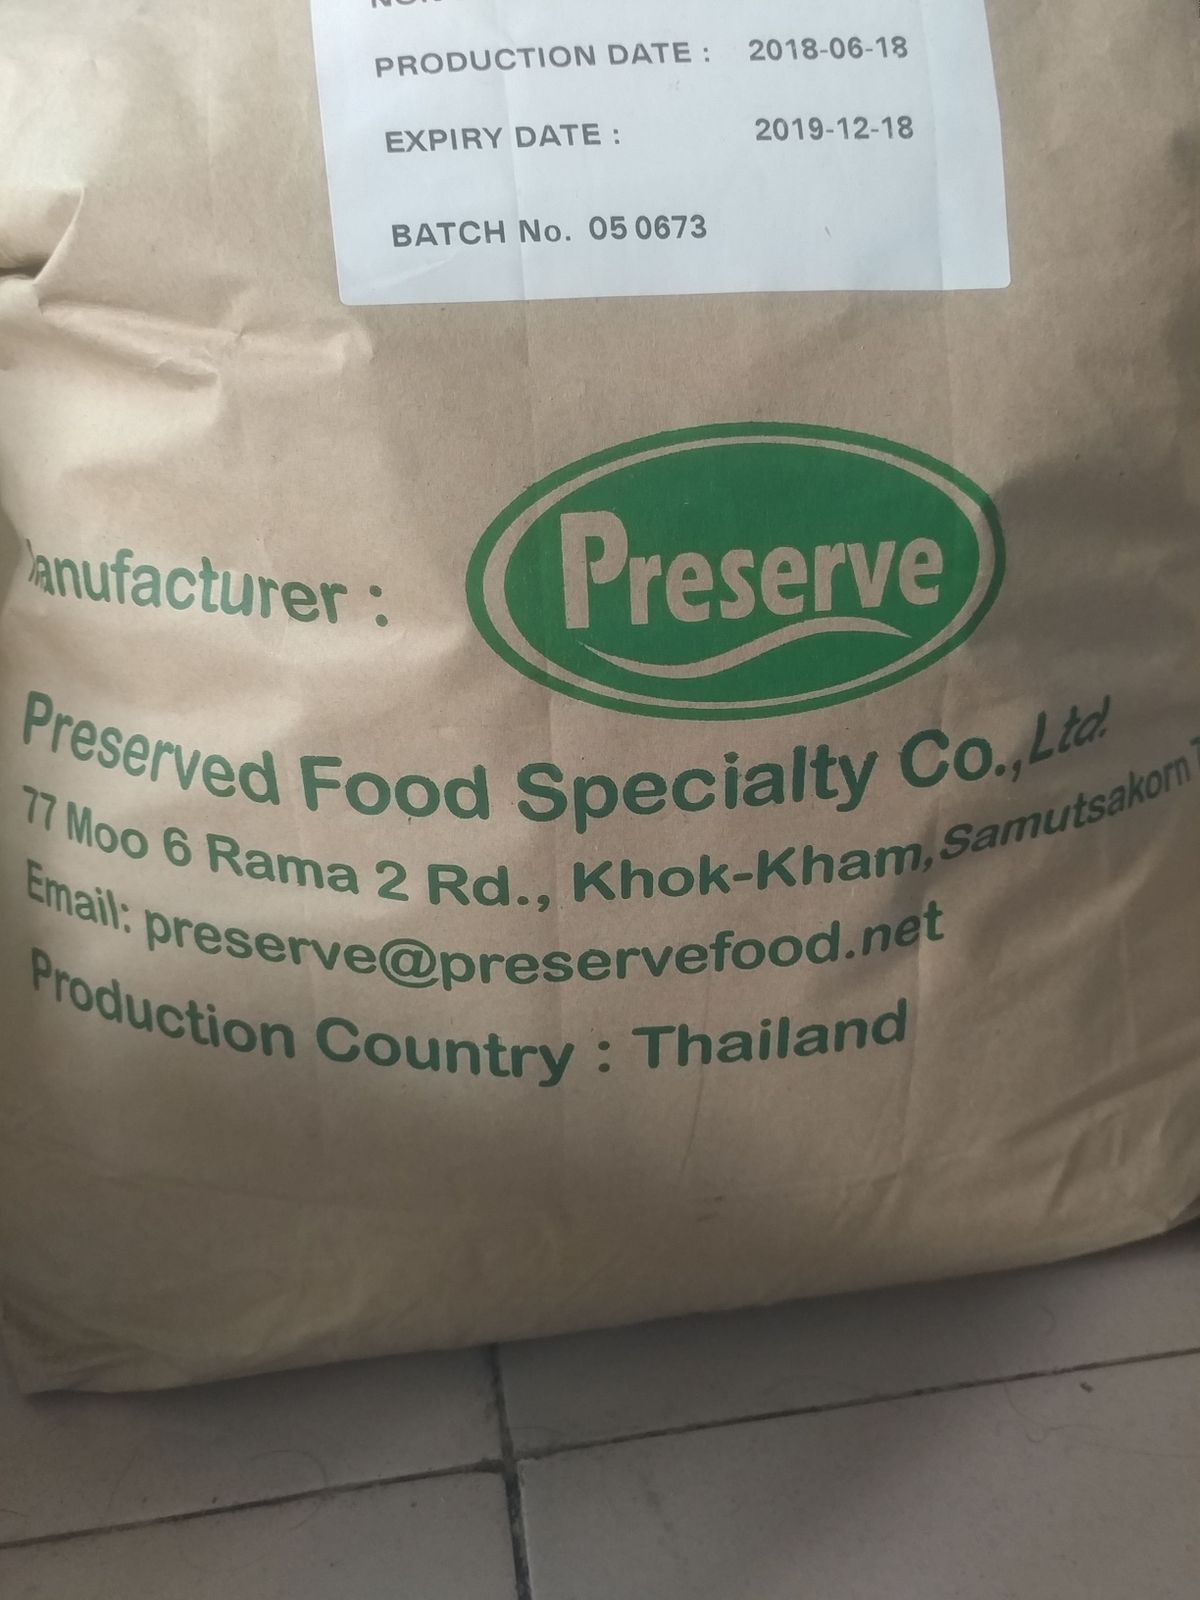 PRODUCTION DATE : 2018-06-18
EXPIRY DATE : 2019-12-18
BATCH No. 05 0673
Preserve
anufacturer :
Preserved Food Specialty Co.,Ltd.
77 Moo 6 Rama 2 Rd., Khok-Kham, Samutsakorn
Email: preserve@preservefood.net
Production Country : Thailand